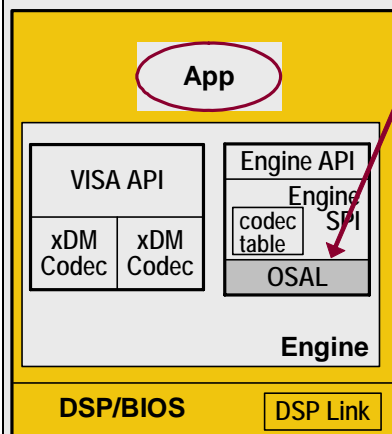 App
VISA API
xDM Codec
xDM Codec
Engine API
Engine SPI
codec table
OSAL
Engine
DSP/BIOS
DSP Link